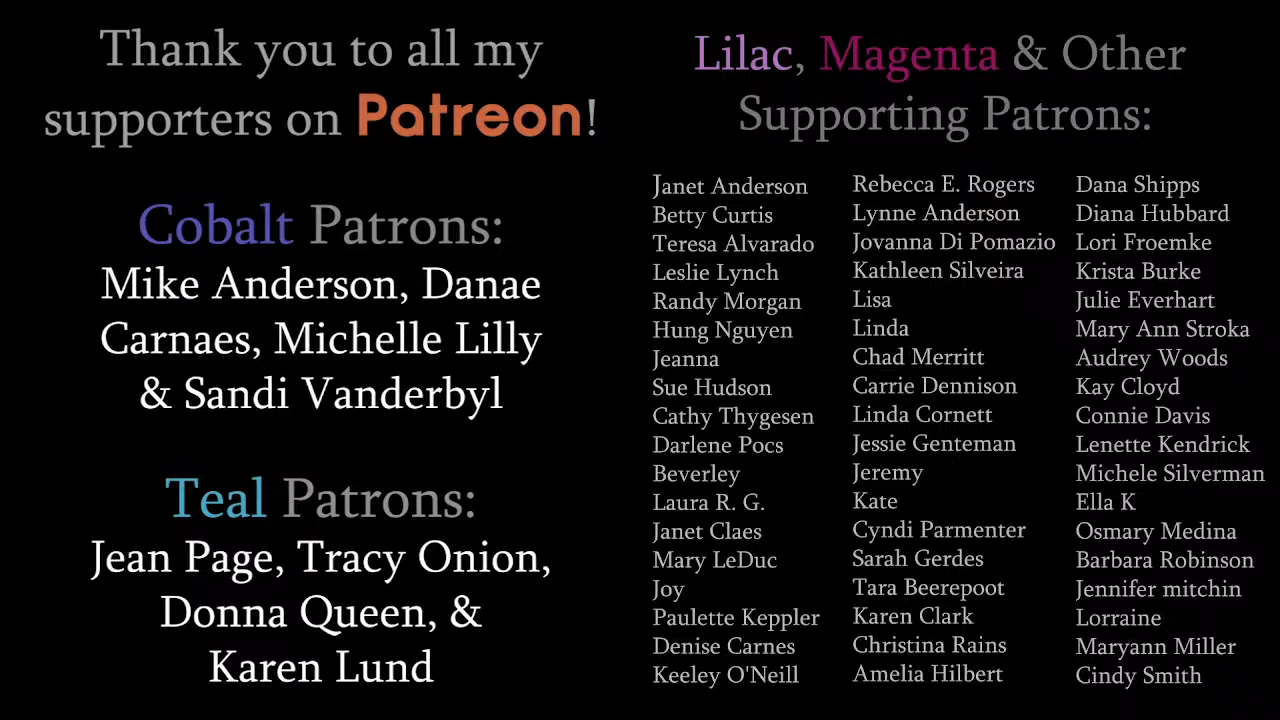 Thank you to all my
supporters on Patreon!
Cobalt Patrons:
Mike Anderson, Danae
Carnaes, Michelle Lilly
& Sandi Vanderbyl
Teal Patrons:
Jean Page, Tracy Onion,
Donna Queen, &
Karen Lund
Lilac, Magenta & Other
Supporting Patrons:
Janet Anderson
Betty Curtis
Teresa Alvarado
Leslie Lynch
Randy Morgan
Hung Nguyen
Jeanna
Sue Hudson
Cathy Thygesen
Darlene Pocs
Beverley
Laura R. G.
Janet Claes
Mary LeDuc
Joy
Paulette Keppler
Denise Carnes
Keeley O'Neill
Rebecca E. Rogers
Lynne Anderson
Jovanna Di Pomazio
Kathleen Silveira
Lisa
Linda
Chad Merritt
Carrie Dennison
Linda Cornett
Jessie Genteman
Jeremy
Kate
Cyndi Parmenter
Sarah Gerdes
Tara Beerepoot
Karen Clark
Christina Rains
Amelia Hilbert
Dana Shipps
Diana Hubbard
Lori Froemke
Krista Burke
Julie Everhart
Mary Ann Stroka
Audrey Woods
Kay Cloyd
Connie Davis
Lenette Kendrick
Michele Silverman
Ella K
Osmary Medina
Barbara Robinson
Jennifer mitchin
Lorraine
Maryann Miller
Cindy Smith